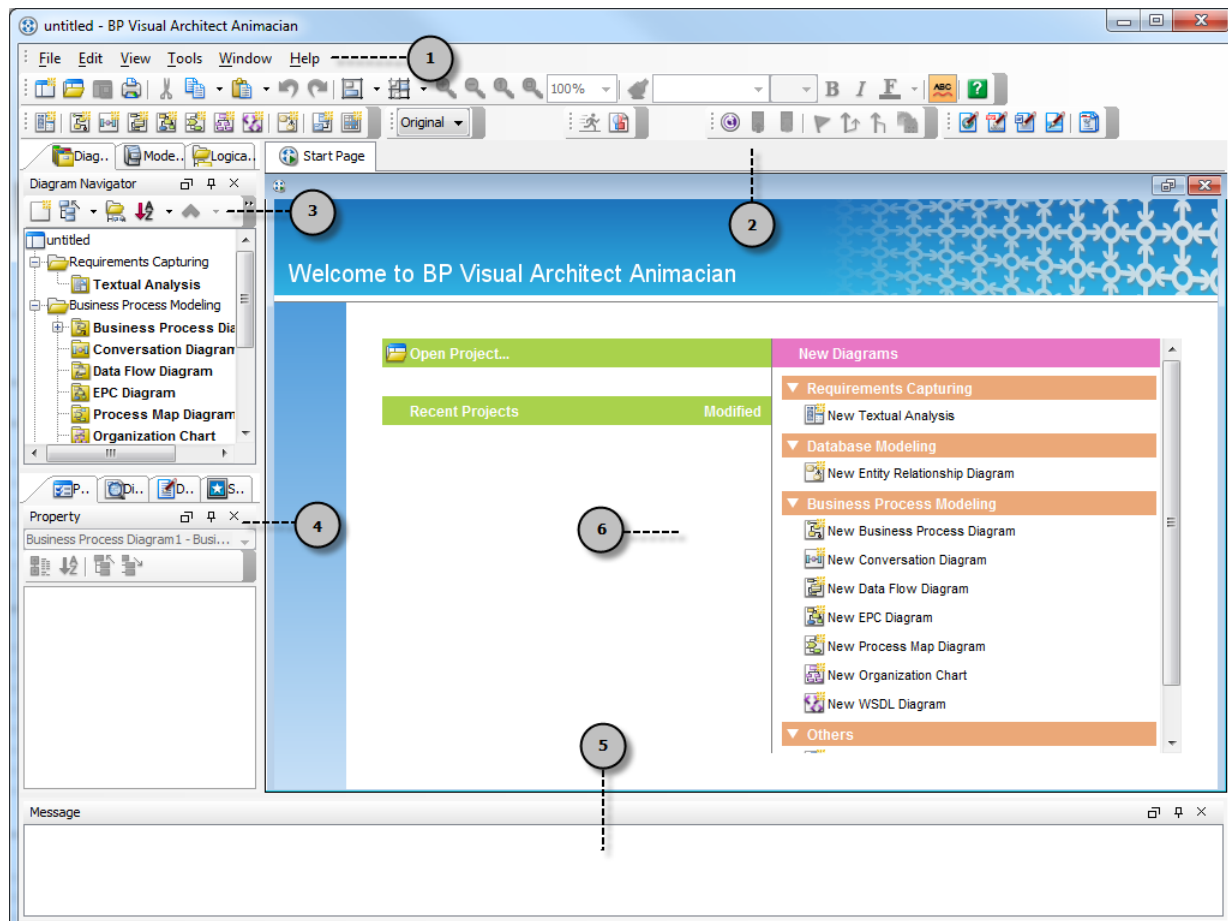 untitled - BP Visual Architect Animacian
File Edit View Tools Window Help
1
100%
B I F
ABC
?
Original
Diag.. Mode.. Logica..
Start Page
Diagram Navigator
2
3
untitled
Requirements Capturing
Textual Analysis
Business Process Modeling
Business Process Dia
Conversation Diagram
Data Flow Diagram
EPC Diagram
Process Map Diagram
Organization Chart
Welcome to BP Visual Architect Animacian
Open Project...
Recent Projects Modified
New Diagrams
Requirements Capturing
New Textual Analysis
Database Modeling
New Entity Relationship Diagram
Business Process Modeling
New Business Process Diagram
New Conversation Diagram
New Data Flow Diagram
New EPC Diagram
New Process Map Diagram
New Organization Chart
New WSDL Diagram
Others
P.. Di.. D.. S..
Property
4
Business Process Diagram1 - Busi...
6
5
Message